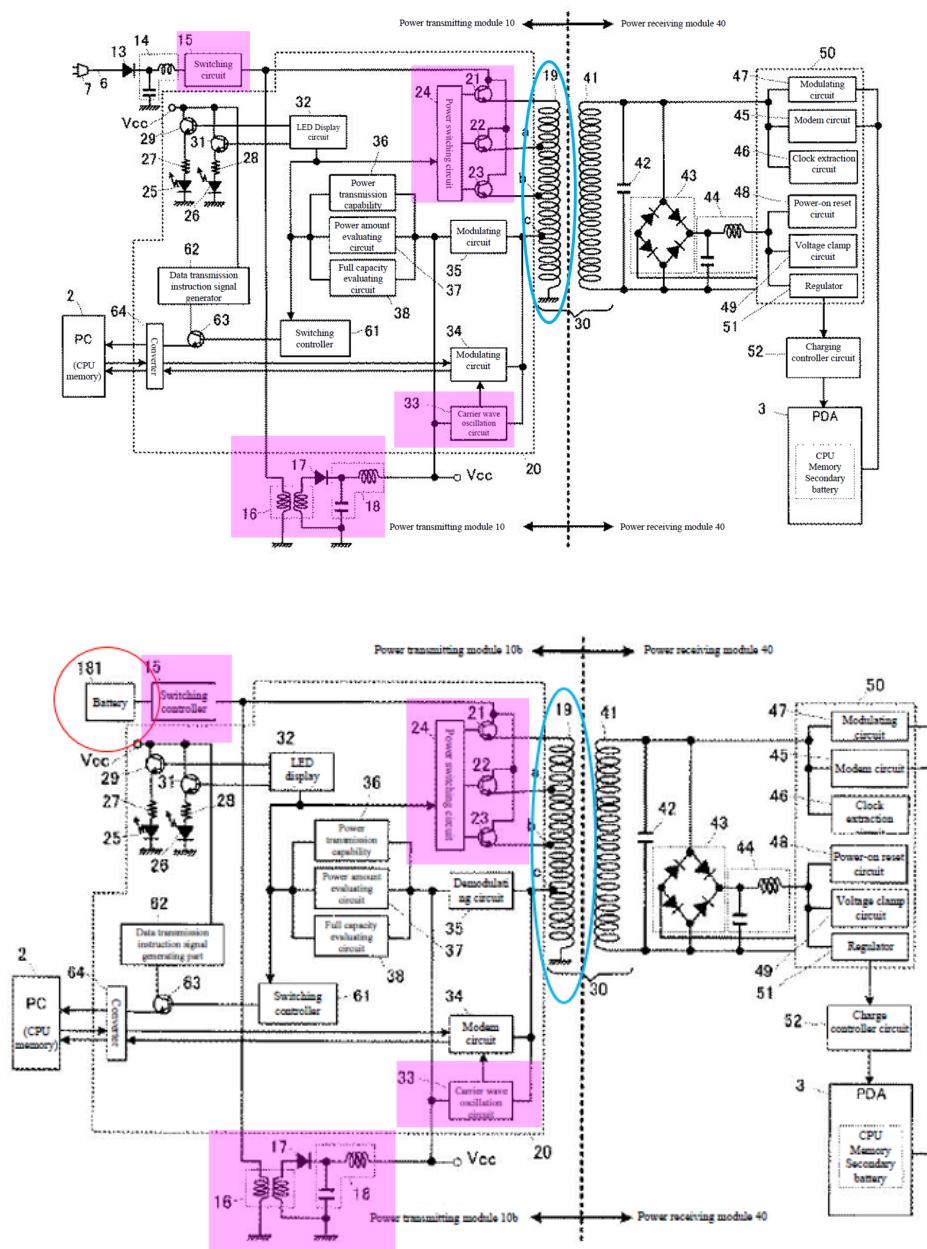 Power transmitting module 10
Power receiving module 40
13
14
15
Switching
circuit
7
6
Vcc
29
31
27
28
25
26
32
LED Display
circuit
24
Power switching circuit
21
22
23
19
a
b
c
41
42
43
44
50
47
Modulating
circuit
45
Modem circuit
46
Clock extraction
circuit
48
Power-on reset
circuit
Voltage clamp
circuit
49
Regulator
51
36
Power
transmission
capability
Power amount
evaluating circuit
37
Full capacity
evaluating
circuit
38
Modulating
circuit
35
30
62
Data transmission
instruction signal
generator
63
Switching
controller
61
2
PC
(CPU
memory)
64
Converter
34
Modulating
circuit
33
Carrier wave
oscillation
circuit
20
52
Charging
controller circuit
3
PDA
CPU
Memory
Secondary
battery
16
17
18
Vcc
Power transmitting module 10
Power receiving module 40
Power transmitting module 10b
Power receiving module 40
181
Battery
15
Switching
controller
Vcc
29
31
27
28
25
26
32
LED
display
24
Power switching circuit
21
22
23
19
a
b
c
41
42
43
44
50
47
Modulating
circuit
45
Modem circuit
46
Clock
extraction
48
Power-on reset
circuit
Voltage clamp
circuit
49
Regulator
51
36
Power
transmission
capability
Power amount
evaluating circuit
37
Full capacity
evaluating
circuit
38
Demodulati
ng circuit
35
30
62
Data transmission
instruction signal
generating part
63
Switching
controller
61
2
PC
(CPU
memory)
64
Converter
34
Modem
circuit
33
Carrier wave
oscillation
circuit
20
52
Charge
controller circuit
3
PDA
CPU
Memory
Secondary
battery
16
17
18
Vcc
Power transmitting module 10b
Power receiving module 40